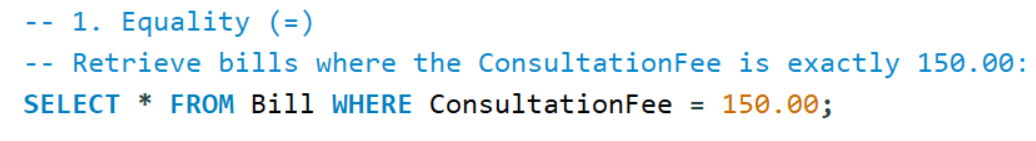 -- 1. Equality (=)
-- Retrieve bills where the ConsultationFee is exactly 150.00:
SELECT * FROM Bill WHERE ConsultationFee = 150.00;